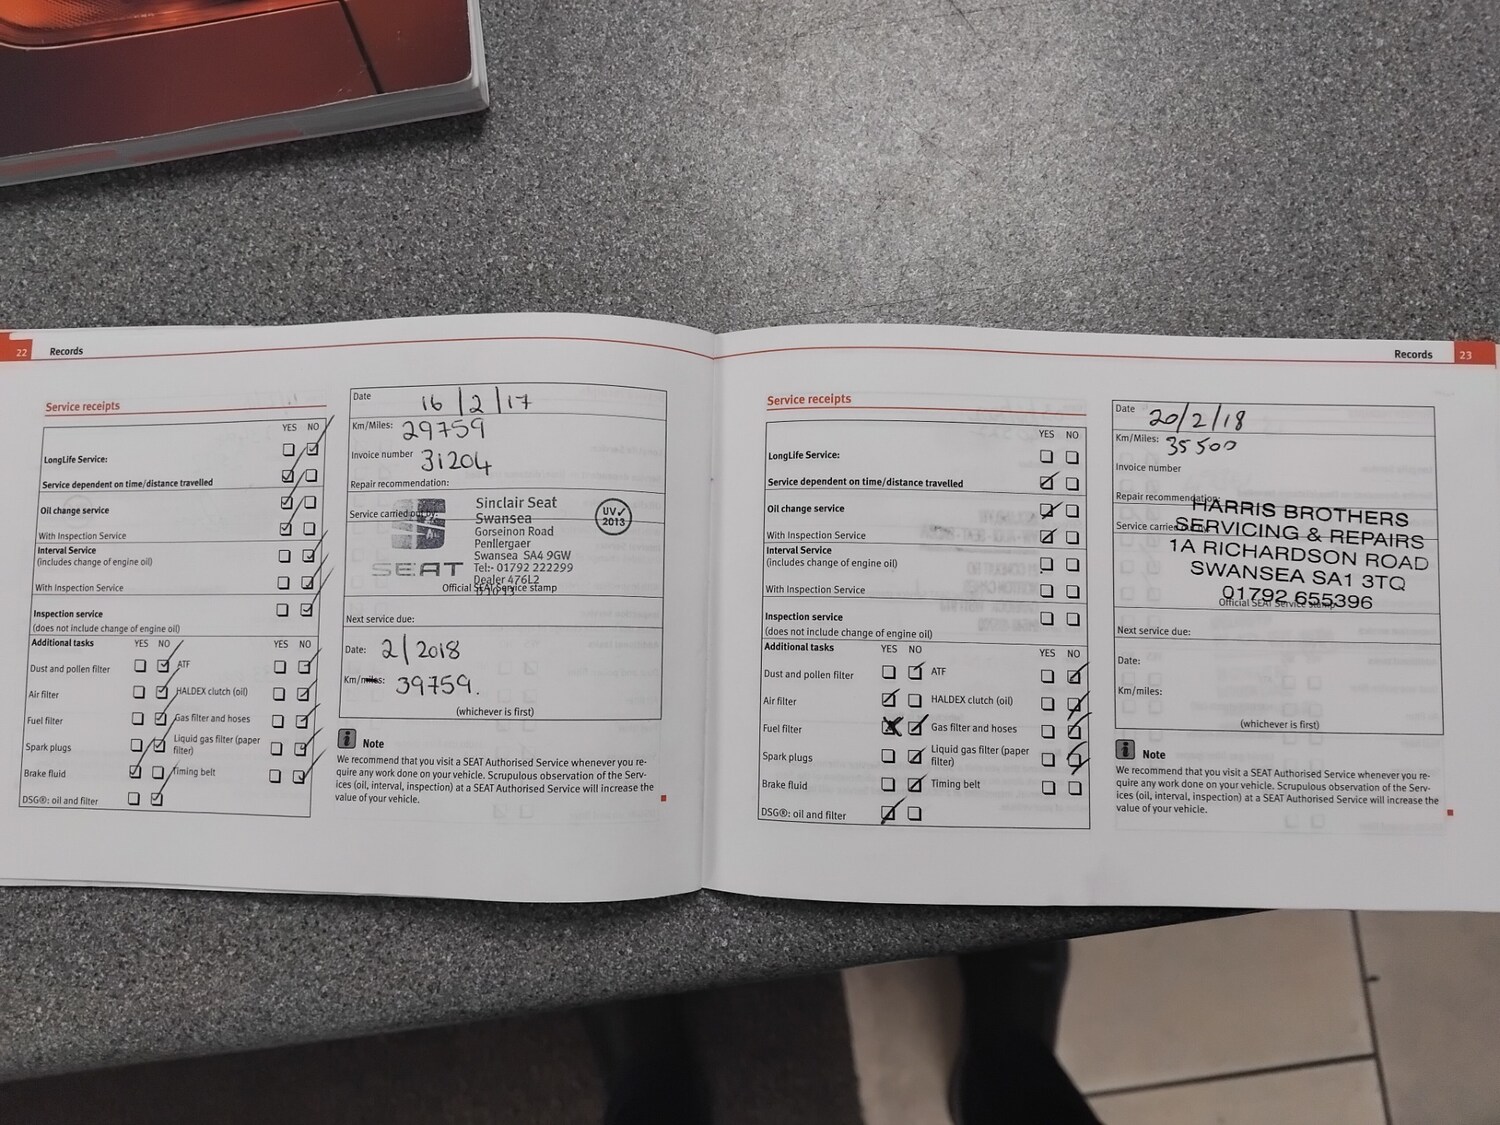 22 Records
Service receipts
YES NO
LongLife Service:
Service dependent on time/distance travelled
Oil change service
With Inspection Service
Interval Service
(includes change of engine oil)
With Inspection Service
Inspection service
(does not include change of engine oil)
Additional tasks YES NO YES NO
Dust and pollen filter ATF
Air filter HALDEX clutch (oil)
Fuel filter Gas filter and hoses
Spark plugs Liquid gas filter (paper
filter)
Brake fluid Timing belt
DSG®: oil and filter
Date 16/2/17
Km/Miles: 29759
Invoice number 31204
Repair recommendation:
Service carried out by:
Sinclair Seat
Swansea
Gorseinon Road
Penllergaer
Swansea SA4 9GW
Tel:- 01792 222299
Dealer 476L2
SEAT
UV✓
2013
Official SEAT Service stamp
Next service due:
Date: 2/2018
Km/miles: 39759.
(whichever is first)
i Note
We recommend that you visit a SEAT Authorised Service whenever you re-
quire any work done on your vehicle. Scrupulous observation of the Serv-
ices (oil, interval, inspection) at a SEAT Authorised Service will increase the
value of your vehicle.
Records 23
Service receipts
YES NO
LongLife Service:
Service dependent on time/distance travelled
Oil change service
With Inspection Service
Interval Service
(includes change of engine oil)
With Inspection Service
Inspection service
(does not include change of engine oil)
Additional tasks YES NO YES NO
Dust and pollen filter ATF
Air filter HALDEX clutch (oil)
Fuel filter Gas filter and hoses
Spark plugs Liquid gas filter (paper
filter)
Brake fluid Timing belt
DSG®: oil and filter
Date 20/2/18
Km/Miles: 35500
Invoice number
Repair recommendation:
Service carried out by:
HARRIS BROTHERS
SERVICING & REPAIRS
1A RICHARDSON ROAD
SWANSEA SA1 3TQ
01792 655396
Official SEAT Service stamp
Next service due:
Date:
Km/miles:
(whichever is first)
i Note
We recommend that you visit a SEAT Authorised Service whenever you re-
quire any work done on your vehicle. Scrupulous observation of the Serv-
ices (oil, interval, inspection) at a SEAT Authorised Service will increase the
value of your vehicle.